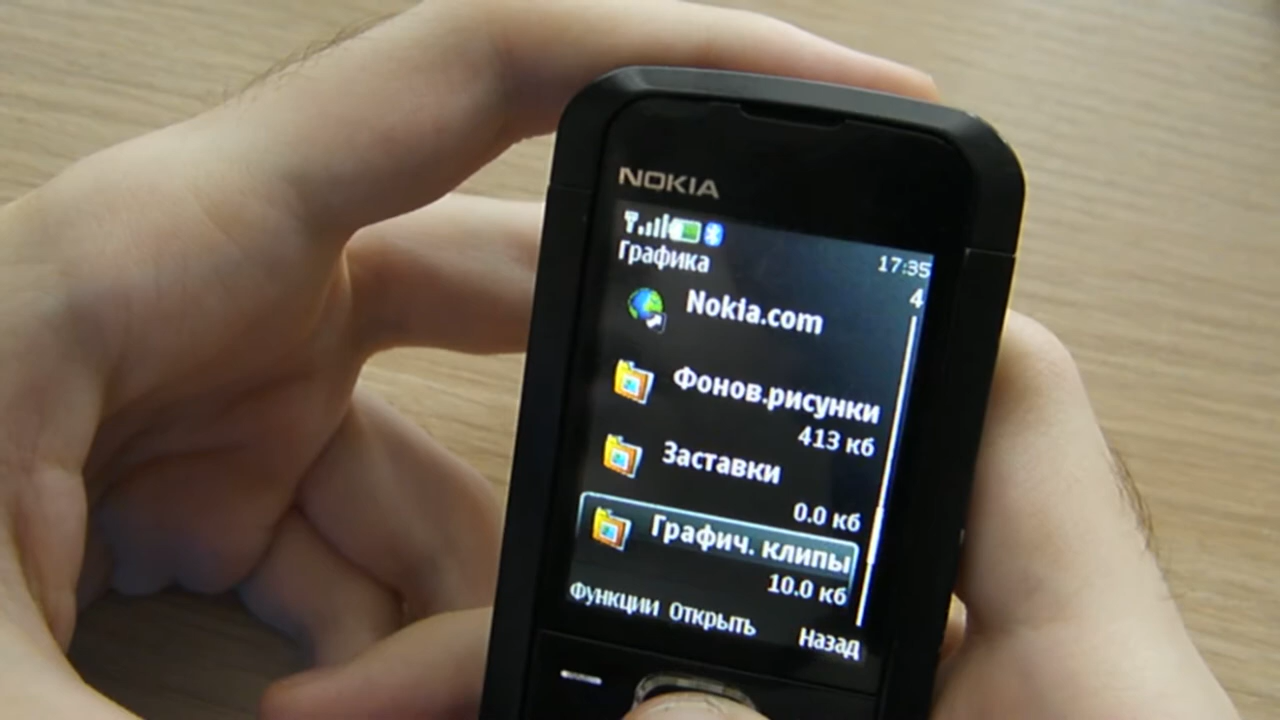 NOKIA
Графика
17:35
4
Nokia.com
Фонов.рисунки
413 кб
Заставки
0.0 кб
Графич. клипы
10.0 кб
Функции Открыть Назад